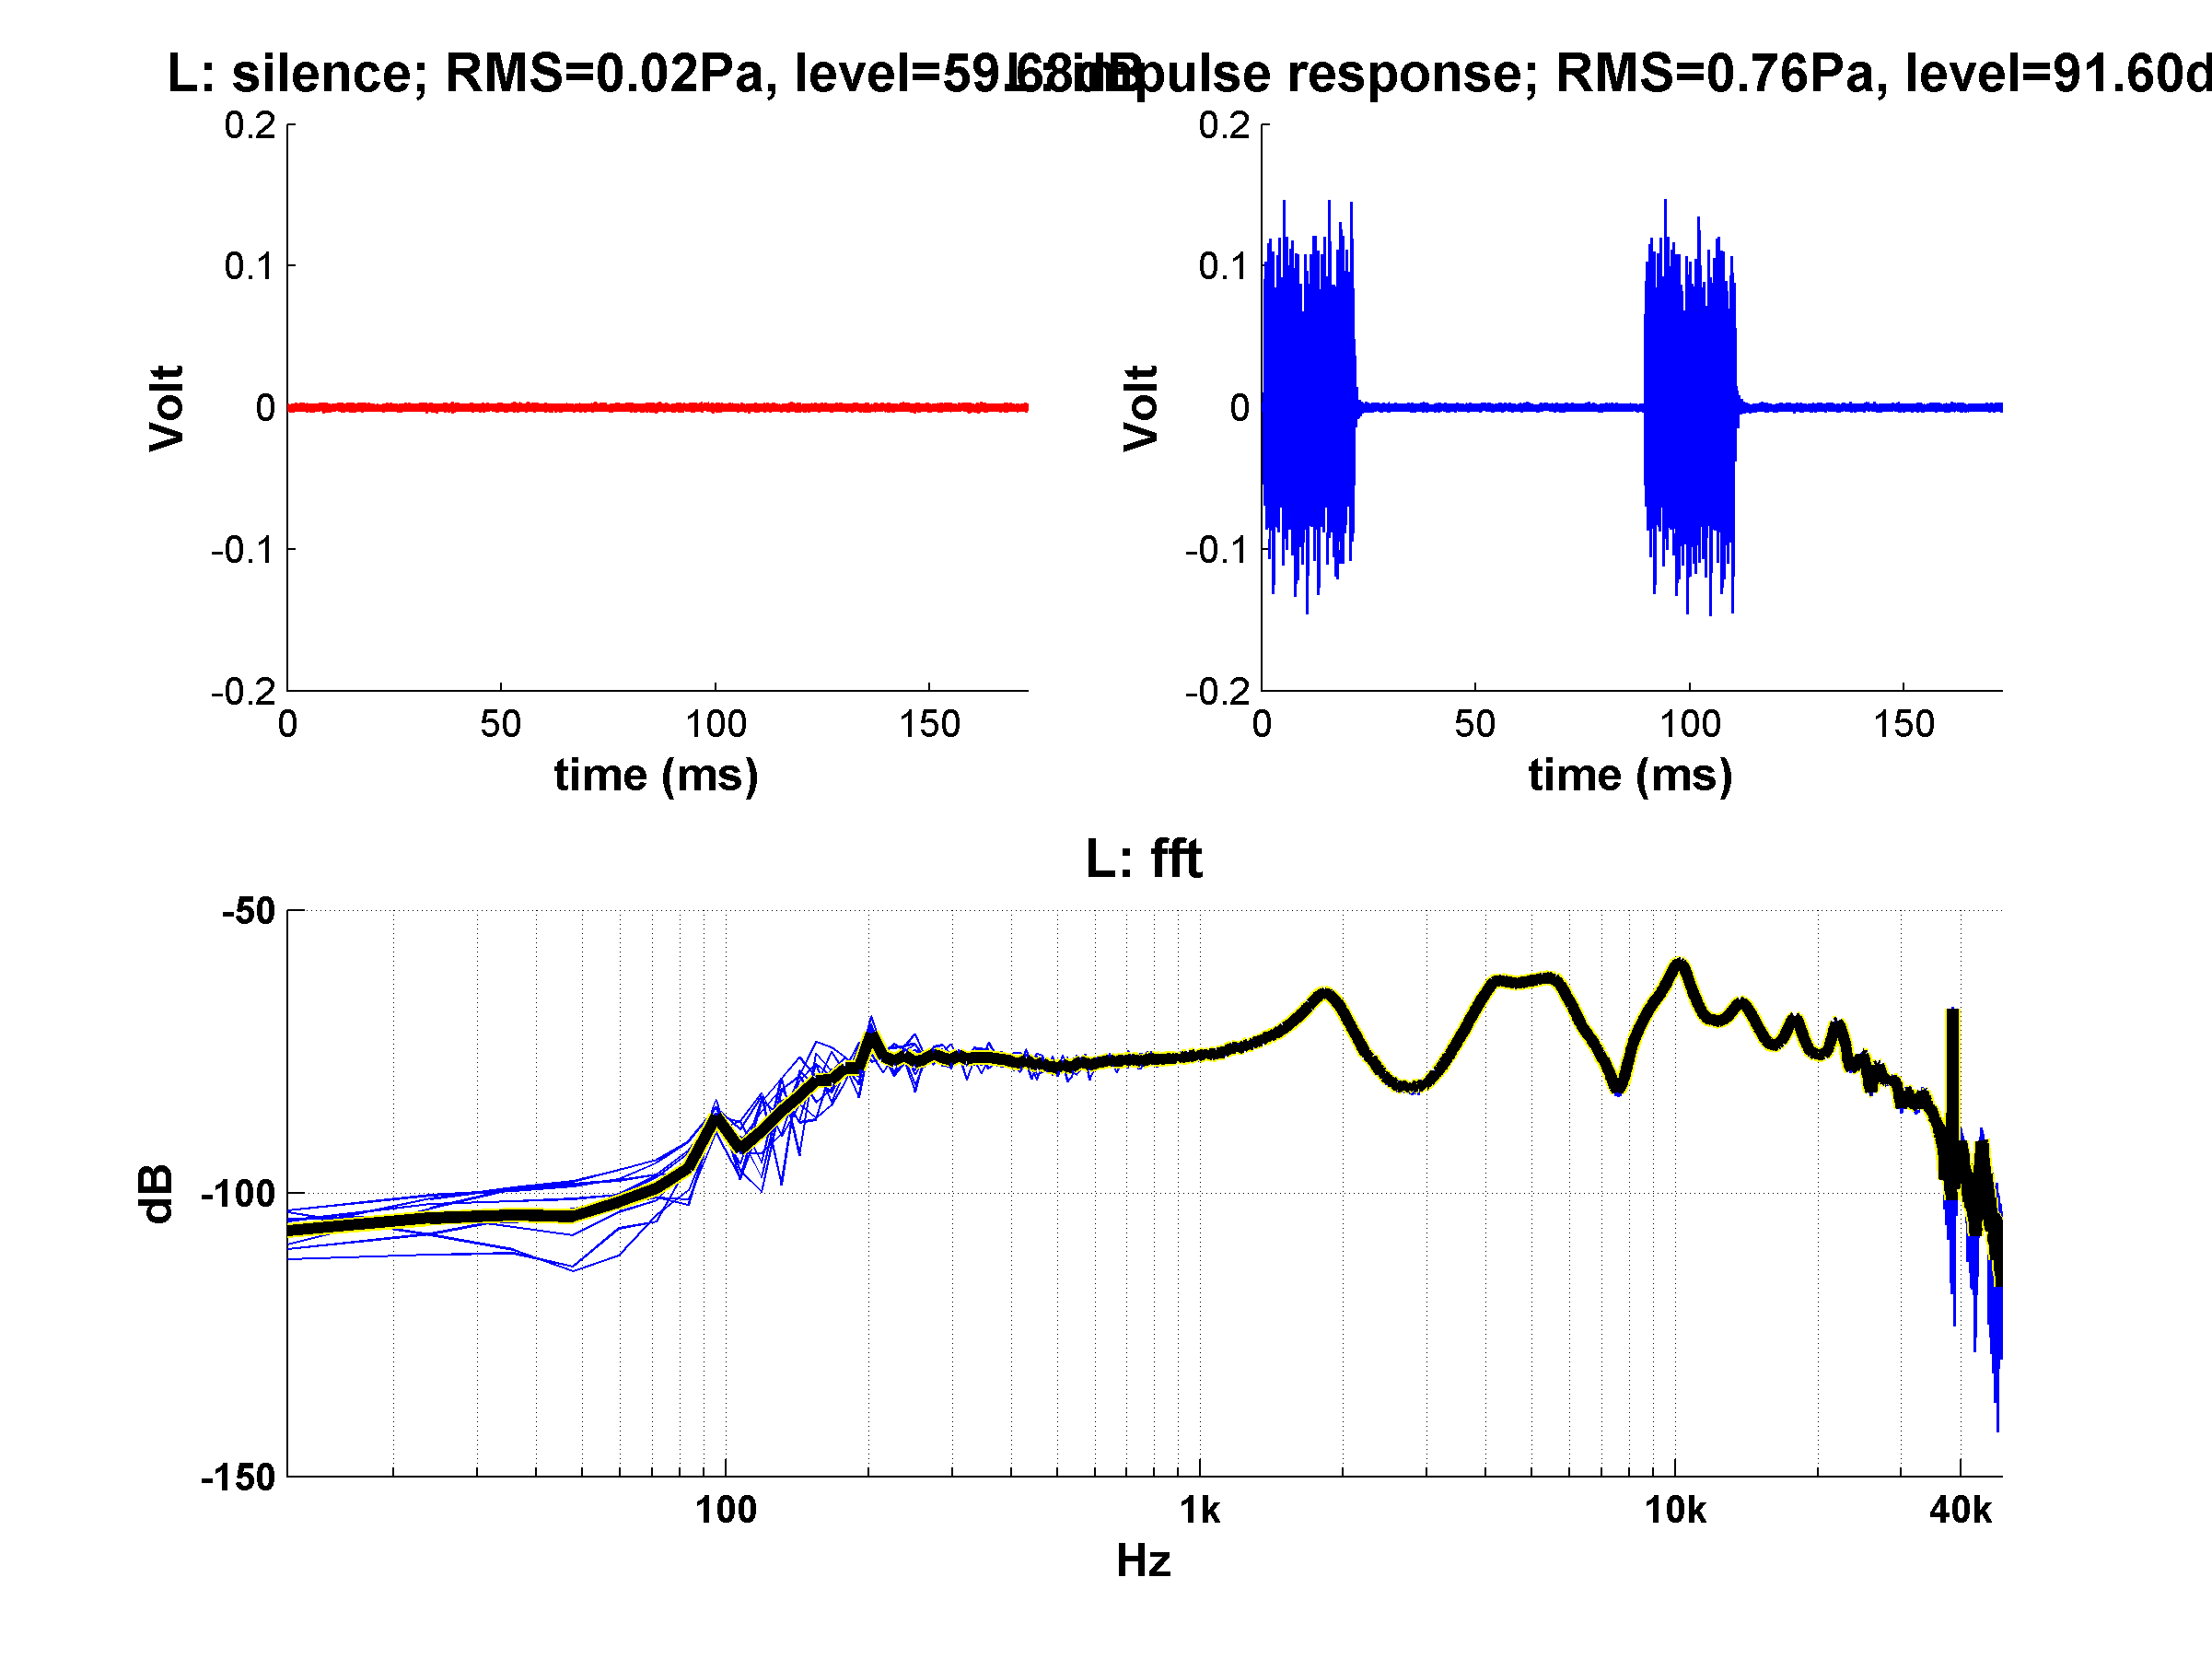 L: silence; RMS=0.02Pa, level=59.68dB
L: impulse response; RMS=0.76Pa, level=91.60d
0.2
0.1
0
-0.1
-0.2
Volt
0 50 100 150
time (ms)
0.2
0.1
0
-0.1
-0.2
Volt
0 50 100 150
time (ms)
L: fft
-50
-100
-150
dB
100 1k 10k 40k
Hz